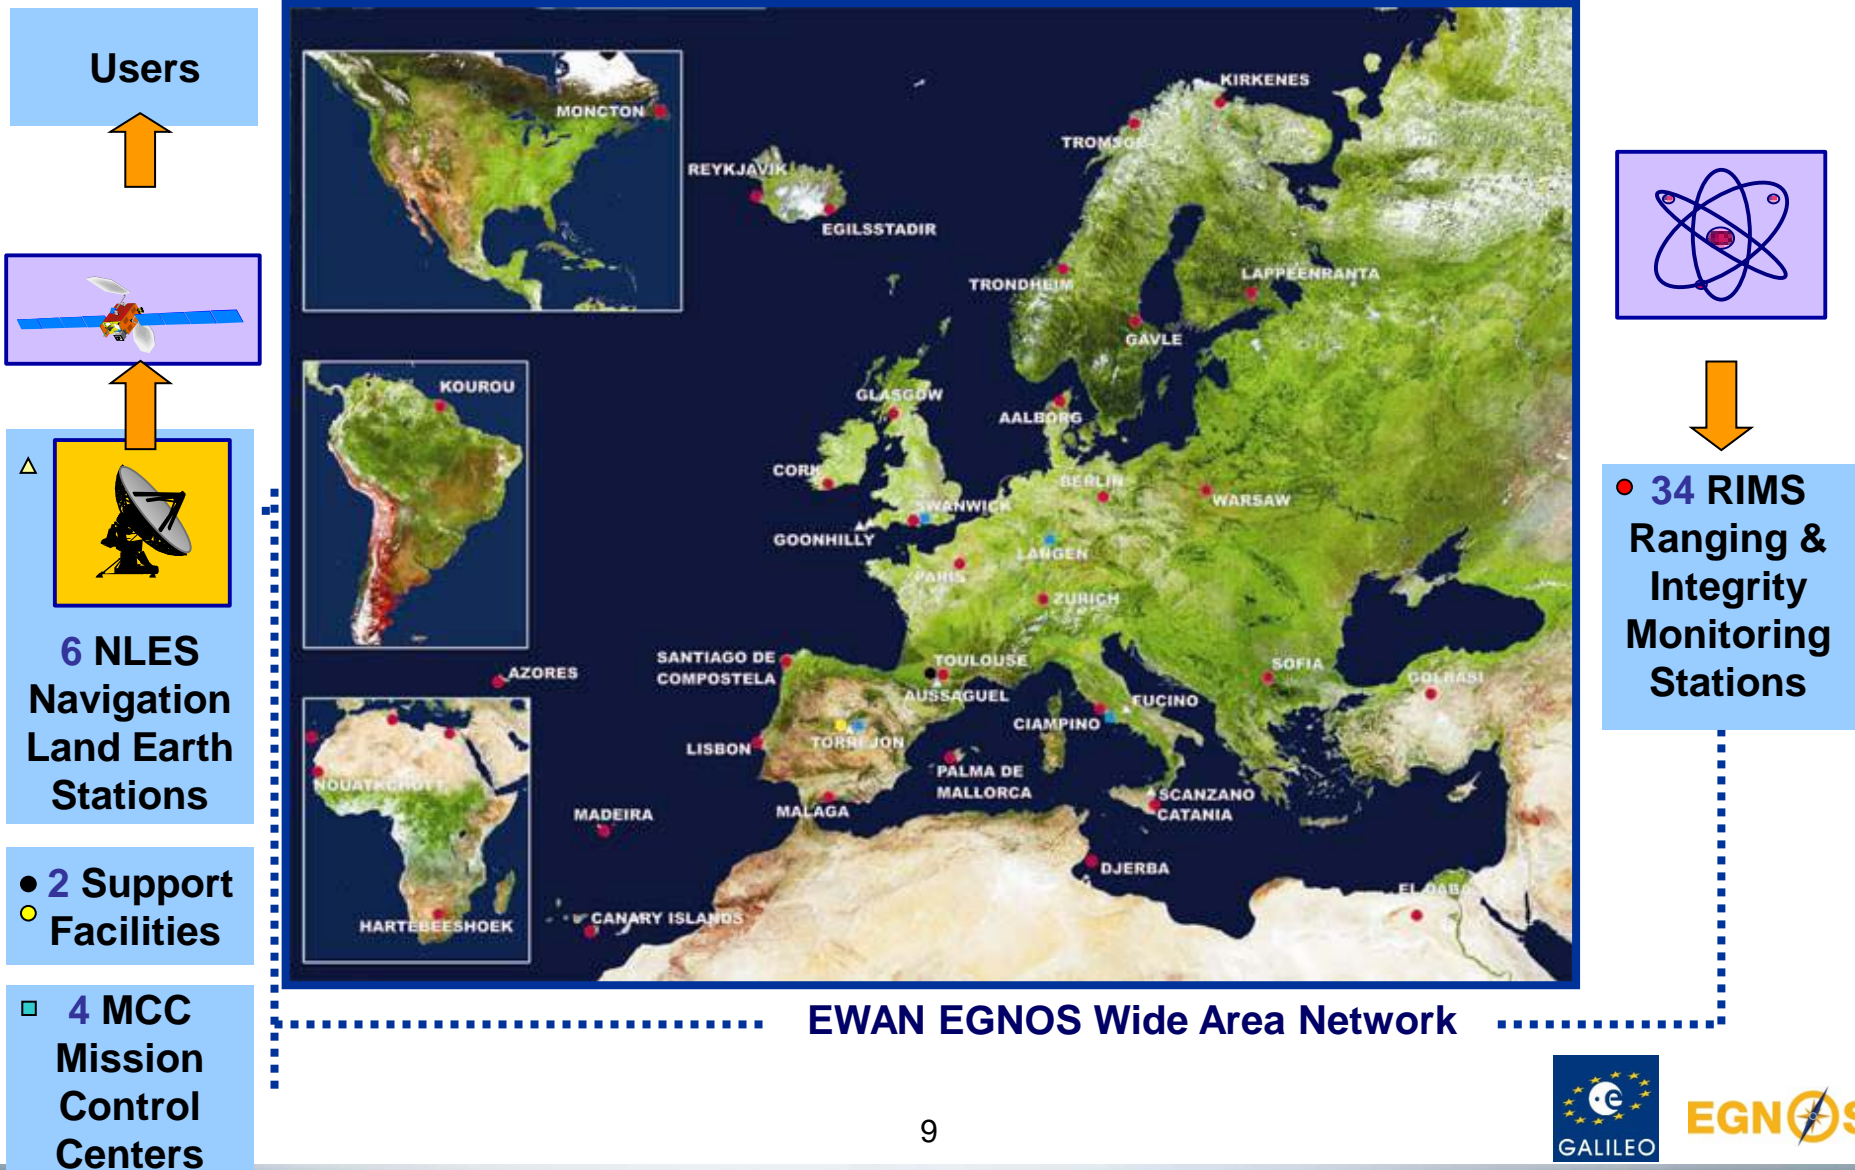 Users
6 NLES
Navigation
Land Earth
Stations
2 Support
Facilities
4 MCC
Mission
Control
Centers
MONCTON
REYKJAVIK
EGILSSTADIR
KIRKENES
TROMSOE
TRONDHEIM
LAPPEENRANTA
GAVLE
KOUROU
GLASGOW
AALBORG
CORK
BERLIN
WARSAW
SWANWICK
GOONHILLY
LANGEN
PARIS
ZURICH
SANTIAGO DE
COMPOSTELA
TOULOUSE
AUSSAGUEL
SOFIA
GOLBASI
AZORES
FUCINO
CIAMPINO
LISBON
TORREJON
NOUATKCHOTT
PALMA DE
MALLORCA
SCANZANO
CATANIA
MADEIRA
MALAGA
DJERBA
EL DABA
HARTEBEESHOEK
CANARY ISLANDS
34 RIMS
Ranging &
Integrity
Monitoring
Stations
EWAN EGNOS Wide Area Network
9
GALILEO
EGNOS